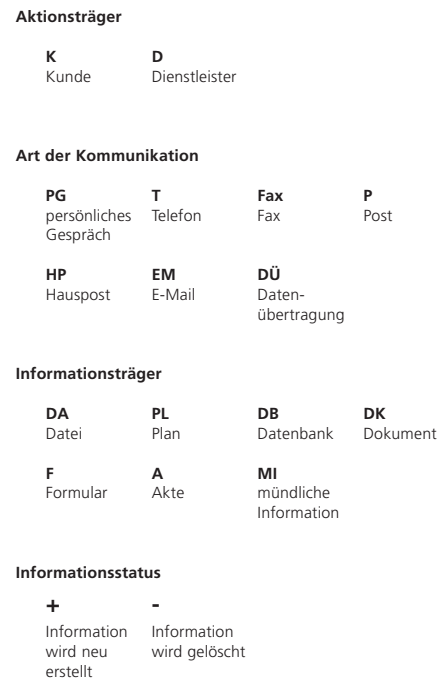 Aktionsträger
K D
Kunde Dienstleister
Art der Kommunikation
PG T Fax P
persönliches Telefon Fax Post
Gespräch
HP EM DÜ
Hauspost E-Mail Daten-
übertragung
Informationsträger
DA PL DB DK
Datei Plan Datenbank Dokument
F A MI
Formular Akte mündliche
Information
Informationsstatus
+ -
Information Information
wird neu wird gelöscht
erstellt